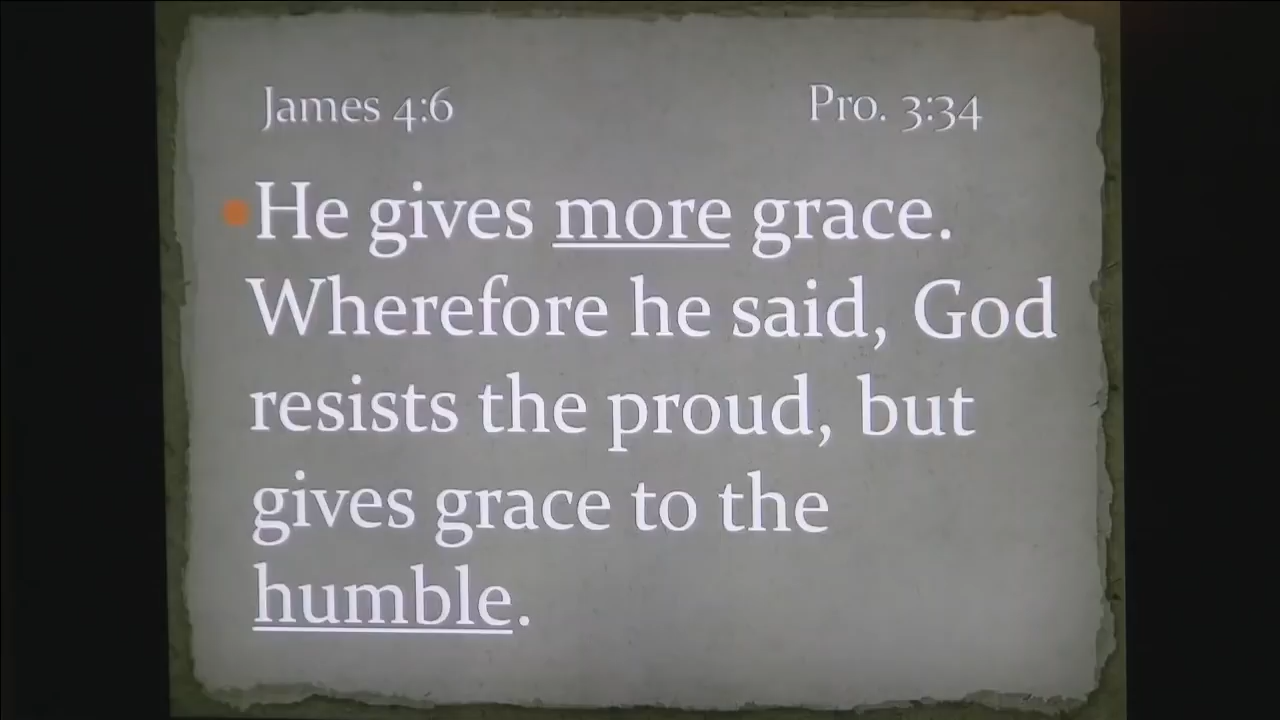 James 4:6 Pro. 3:34
He gives more grace.
Wherefore he said, God
resists the proud, but
gives grace to the
humble.